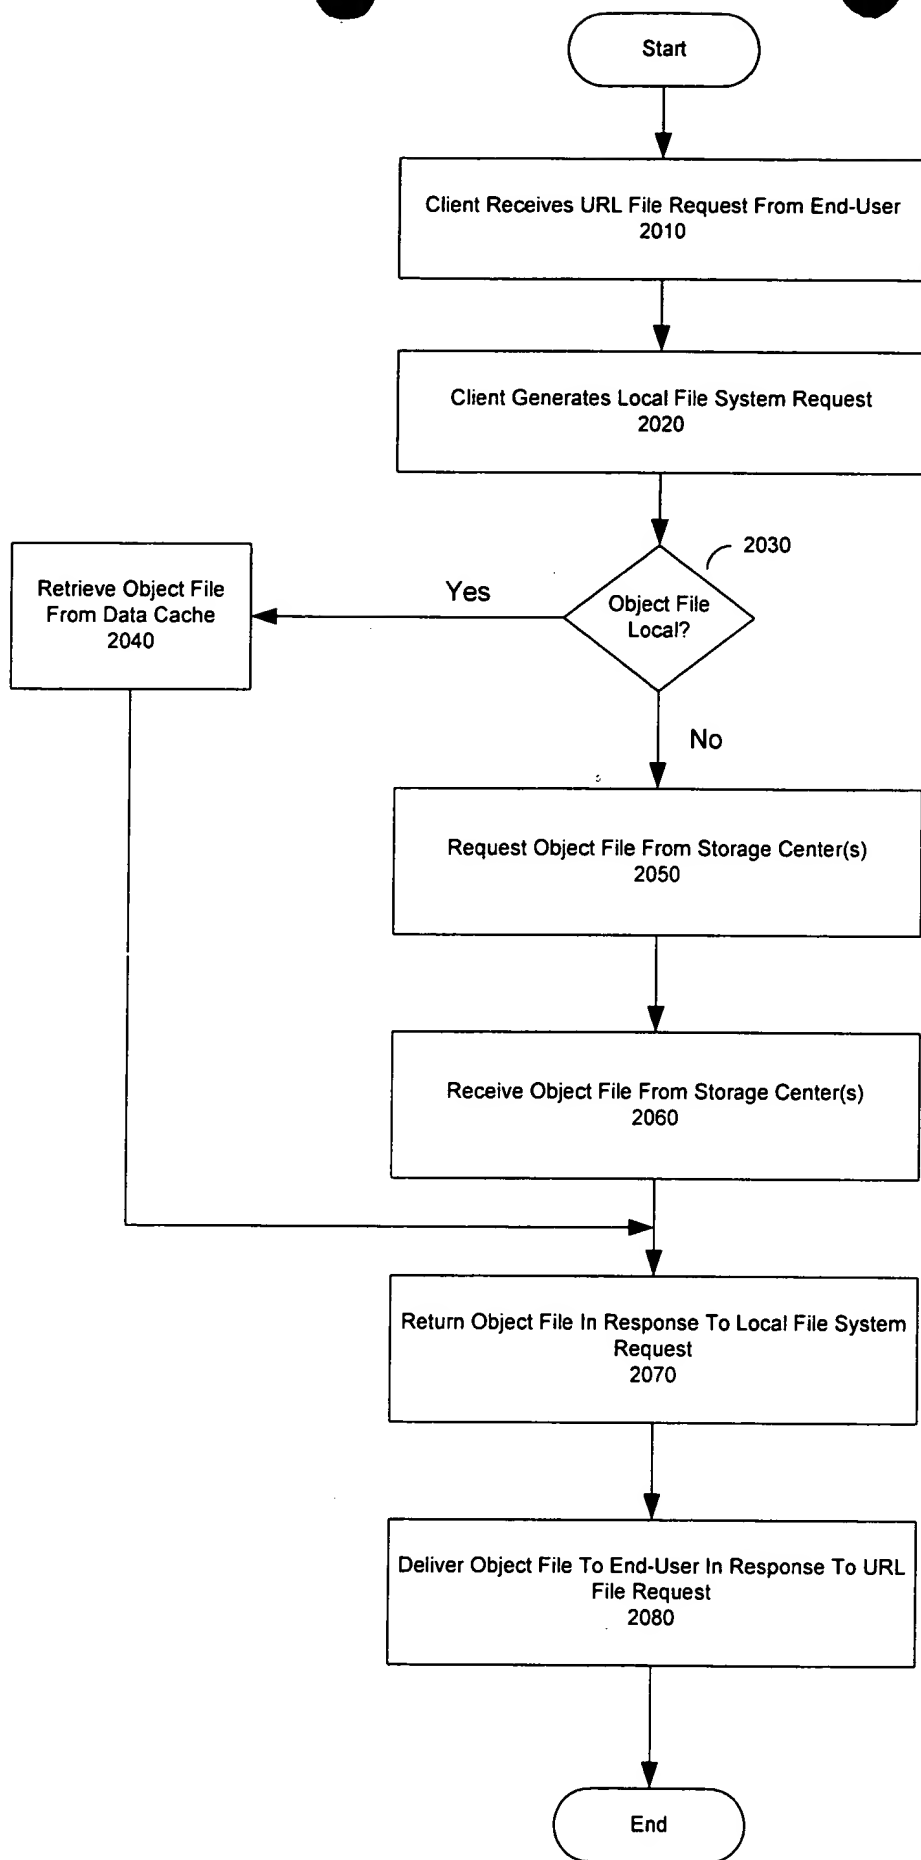 Start
Client Receives URL File Request From End-User
2010
Client Generates Local File System Request
2020
2030
Object File
Local?
Yes
Retrieve Object File
From Data Cache
2040
No
Request Object File From Storage Center(s)
2050
Receive Object File From Storage Center(s)
2060
Return Object File In Response To Local File System
Request
2070
Deliver Object File To End-User In Response To URL
File Request
2080
End